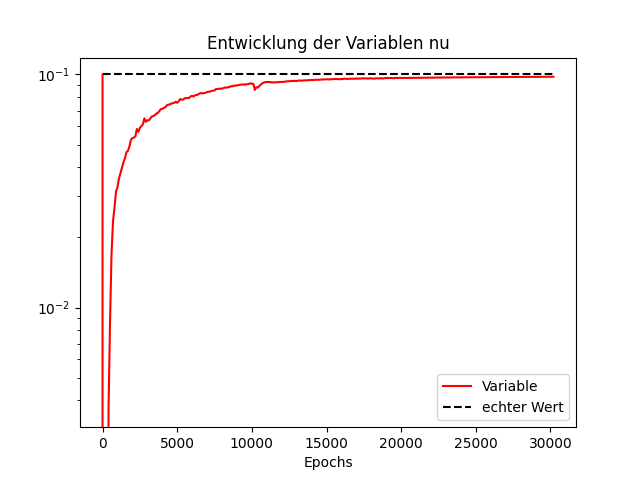 Entwicklung der Variablen nu
10⁻¹
10⁻²
0 5000 10000 15000 20000 25000 30000
Epochs
Variable
echter Wert